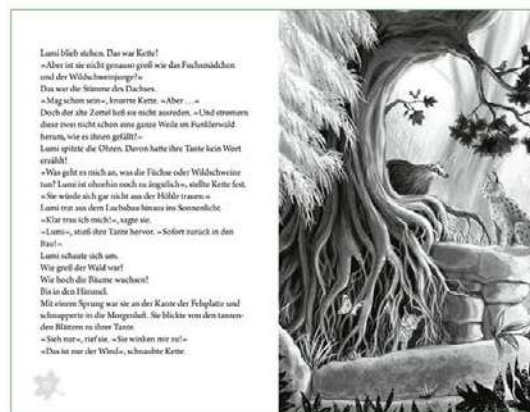 Lumi blieb stehen. Das war Kette!
»Aber ist sie nicht genauso groß wie das Fuchsmädchen
und der Wildschweinjunge?«
Das war die Stimme des Dachses.
»Mag schon sein«, knurrte Kette. »Aber …«
Doch der alte Zottel ließ sie nicht ausreden. »Und stromern
diese zwei nicht schon eine ganze Weile im Funklerwald
herum, wie es ihnen gefällt?«
Lumi spitzte die Ohren. Davon hatte ihre Tante kein Wort
erzählt!
»Was geht es mich an, was die Füchse oder Wildschweine
tun? Lumi ist ohnehin noch zu ängstlich«, stellte Kette fest.
»Sie würde sich gar nicht aus der Höhle trauen.«
Lumi trat aus dem Luchsbau hinaus ins Sonnenlicht.
»Klar trau ich mich!«, sagte sie.
»Lumi«, stieß ihre Tante hervor. »Sofort zurück in den
Bau!«
Lumi schaute sich um.
Wie groß der Wald war!
Wie hoch die Bäume wuchsen!
Bis in den Himmel.
Mit einem Sprung war sie an der Kante der Felsplatte und
schnupperte in die Morgenluft. Sie blickte von den tanzen-
den Blättern zu ihrer Tante.
»Sieh nur«, rief sie. »Sie winken mir zu!«
»Das ist nur der Wind«, schnaubte Kette.